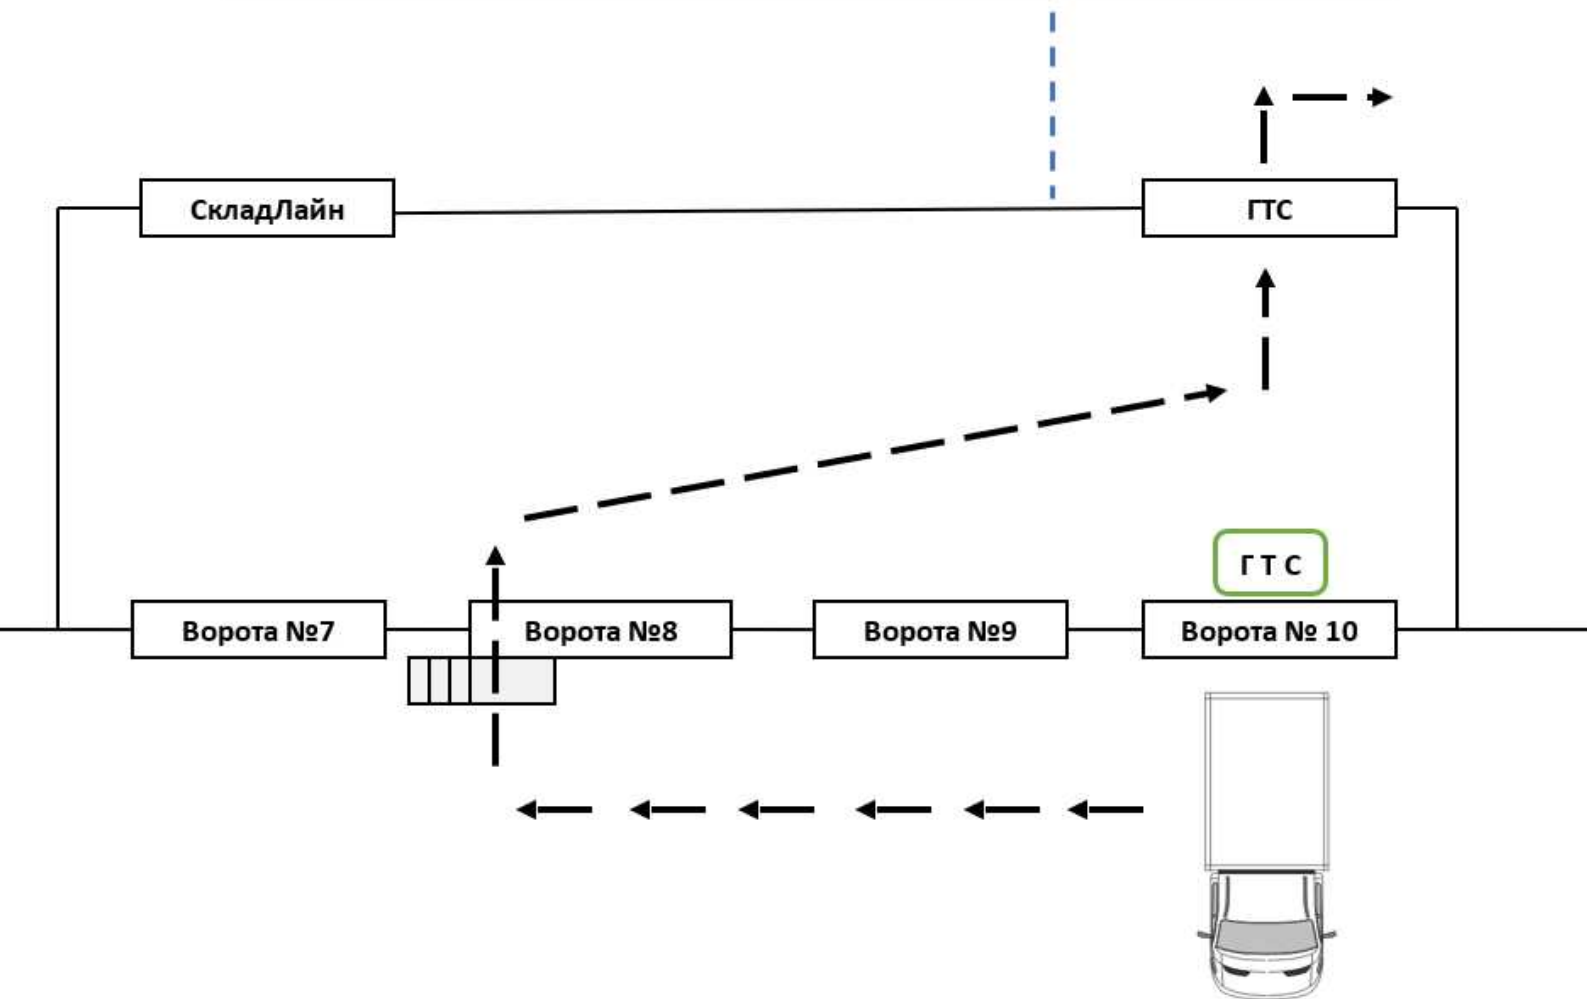 СкладЛайн
ГТС
Г Т С
Ворота №7
Ворота №8
Ворота №9
Ворота № 10